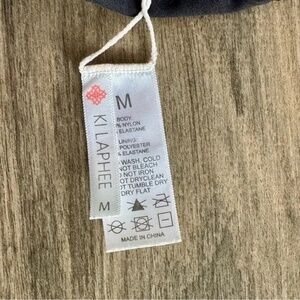 KI LAPHEE
M
M
BODY:
% NYLON
% ELASTANE
LINING:
POLYESTER
% ELASTANE
WASH, COLD
NOT BLEACH
NOT IRON
NOT DRYCLEAN
NOT TUMBLE DRY
DRY FLAT
MADE IN CHINA